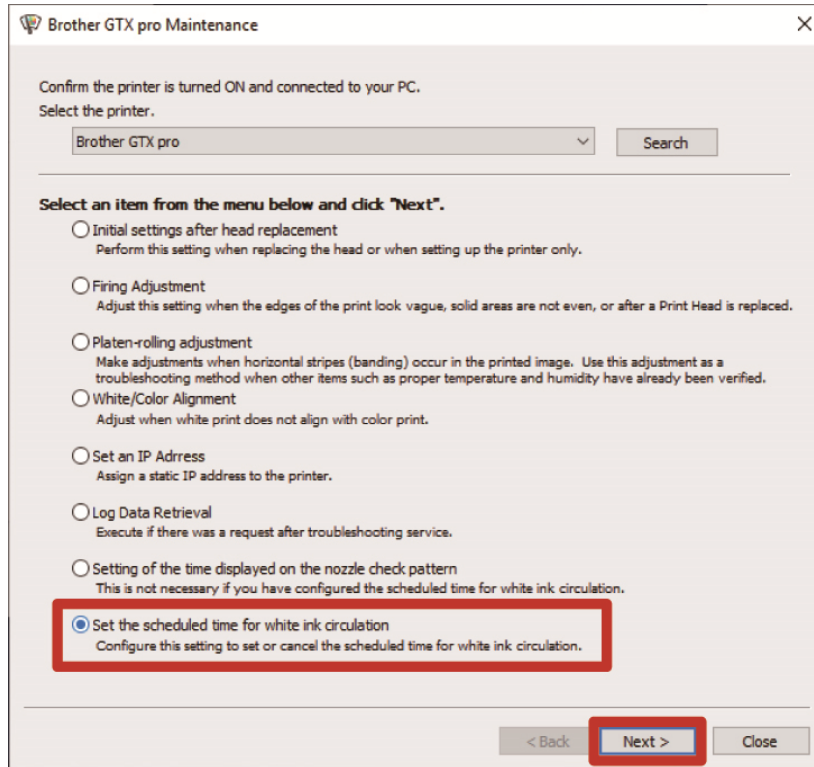 Brother GTX pro Maintenance
Confirm the printer is turned ON and connected to your PC.
Select the printer.
Brother GTX pro
Search
Select an item from the menu below and click "Next".
Initial settings after head replacement
Perform this setting when replacing the head or when setting up the printer only.
Firing Adjustment
Adjust this setting when the edges of the print look vague, solid areas are not even, or after a Print Head is replaced.
Platen-rolling adjustment
Make adjustments when horizontal stripes (banding) occur in the printed image. Use this adjustment as a
troubleshooting method when other items such as proper temperature and humidity have already been verified.
White/Color Alignment
Adjust when white print does not align with color print.
Set an IP Adrress
Assign a static IP address to the printer.
Log Data Retrieval
Execute if there was a request after troubleshooting service.
Setting of the time displayed on the nozzle check pattern
This is not necessary if you have configured the scheduled time for white ink circulation.
Set the scheduled time for white ink circulation
Configure this setting to set or cancel the scheduled time for white ink circulation.
< Back
Next >
Close